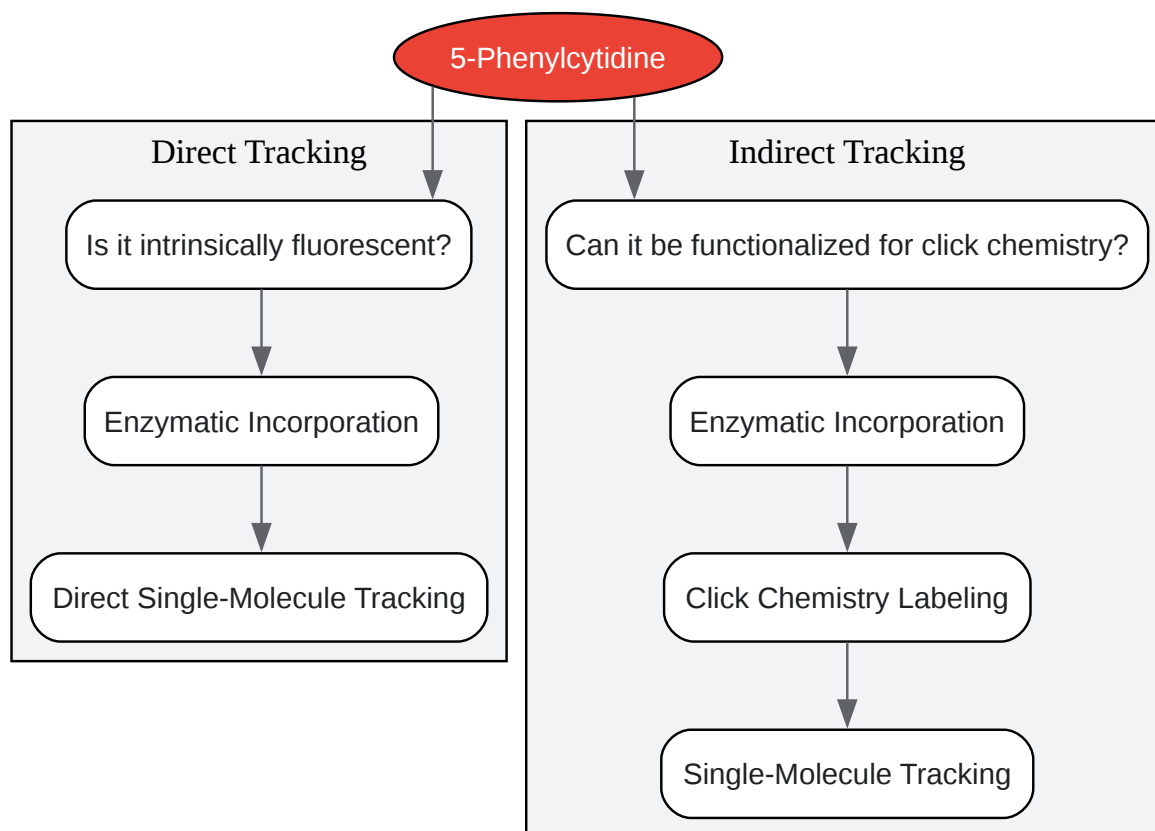 5-Phenylcytidine
Direct Tracking
Is it intrinsically fluorescent?
Enzymatic Incorporation
Direct Single-Molecule Tracking
Indirect Tracking
Can it be functionalized for click chemistry?
Enzymatic Incorporation
Click Chemistry Labeling
Single-Molecule Tracking